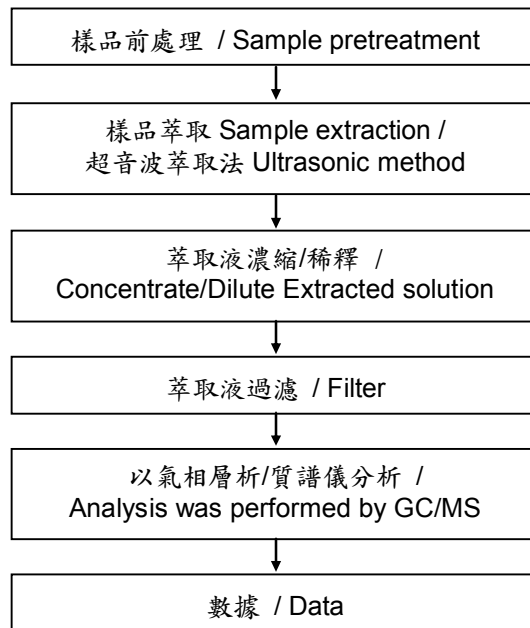 樣品前處理 / Sample pretreatment
樣品萃取 Sample extraction /
超音波萃取法 Ultrasonic method
萃取液濃縮/稀釋 /
Concentrate/Dilute Extracted solution
萃取液過濾 / Filter
以氣相層析/質譜儀分析 /
Analysis was performed by GC/MS
數據 / Data